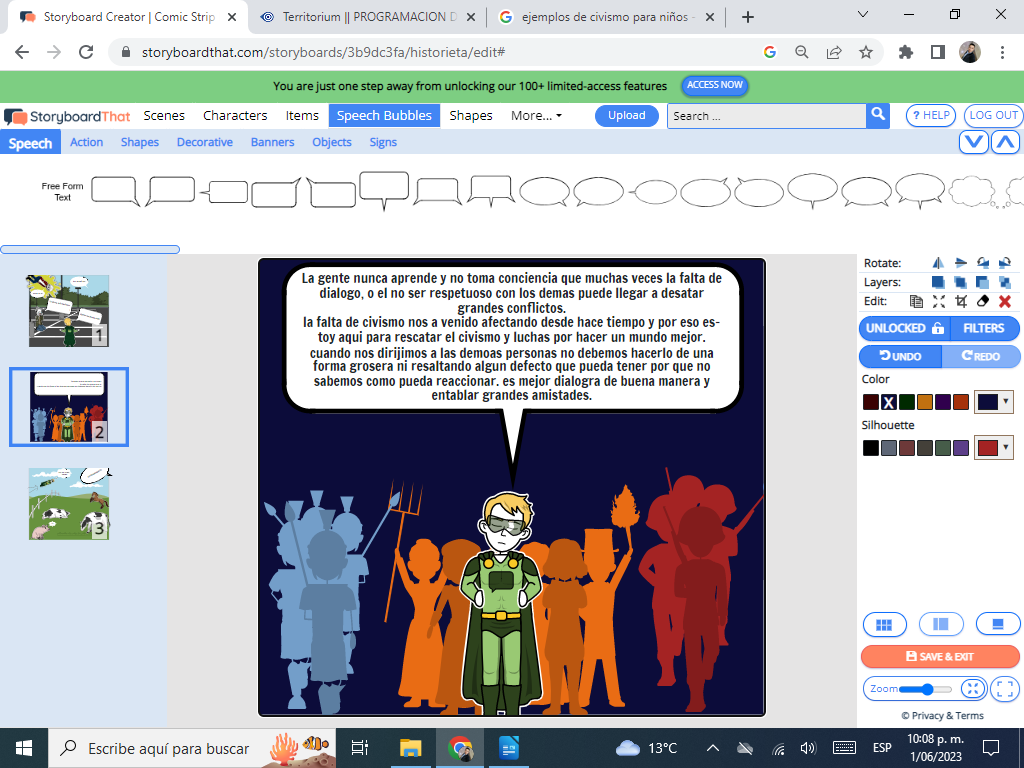 Storyboard Creator | Comic Strip
Territorium || PROGRAMACION D
ejemplos de civismo para niños -
storyboardthat.com/storyboards/3b9dc3fa/historieta/edit#
You are just one step away from unlocking our 100+ limited-access features
ACCESS NOW
StoryboardThat
Scenes
Characters
Items
Speech Bubbles
Shapes
More...
Upload
Search ...
? HELP
LOG OUT
Speech
Action
Shapes
Decorative
Banners
Objects
Signs
Free Form
Text
La gente nunca aprende y no toma conciencia que muchas veces la falta de
dialogo, o el no ser respetuoso con los demas puede llegar a desatar
grandes conflictos.
la falta de civismo nos a venido afectando desde hace tiempo y por eso es-
toy aqui para rescatar el civismo y luchas por hacer un mundo mejor.
cuando nos dirijimos a las demoas personas no debemos hacerlo de una
forma grosera ni resaltando algun defecto que pueda tener por que no
sabemos como pueda reaccionar. es mejor dialogra de buena manera y
entablar grandes amistades.
1
2
3
Rotate:
Layers:
Edit:
UNLOCKED
FILTERS
UNDO
REDO
Color
X
Silhouette
SAVE & EXIT
Zoom
© Privacy & Terms
Escribe aquí para buscar
13°C
ESP
10:08 p. m.
1/06/2023